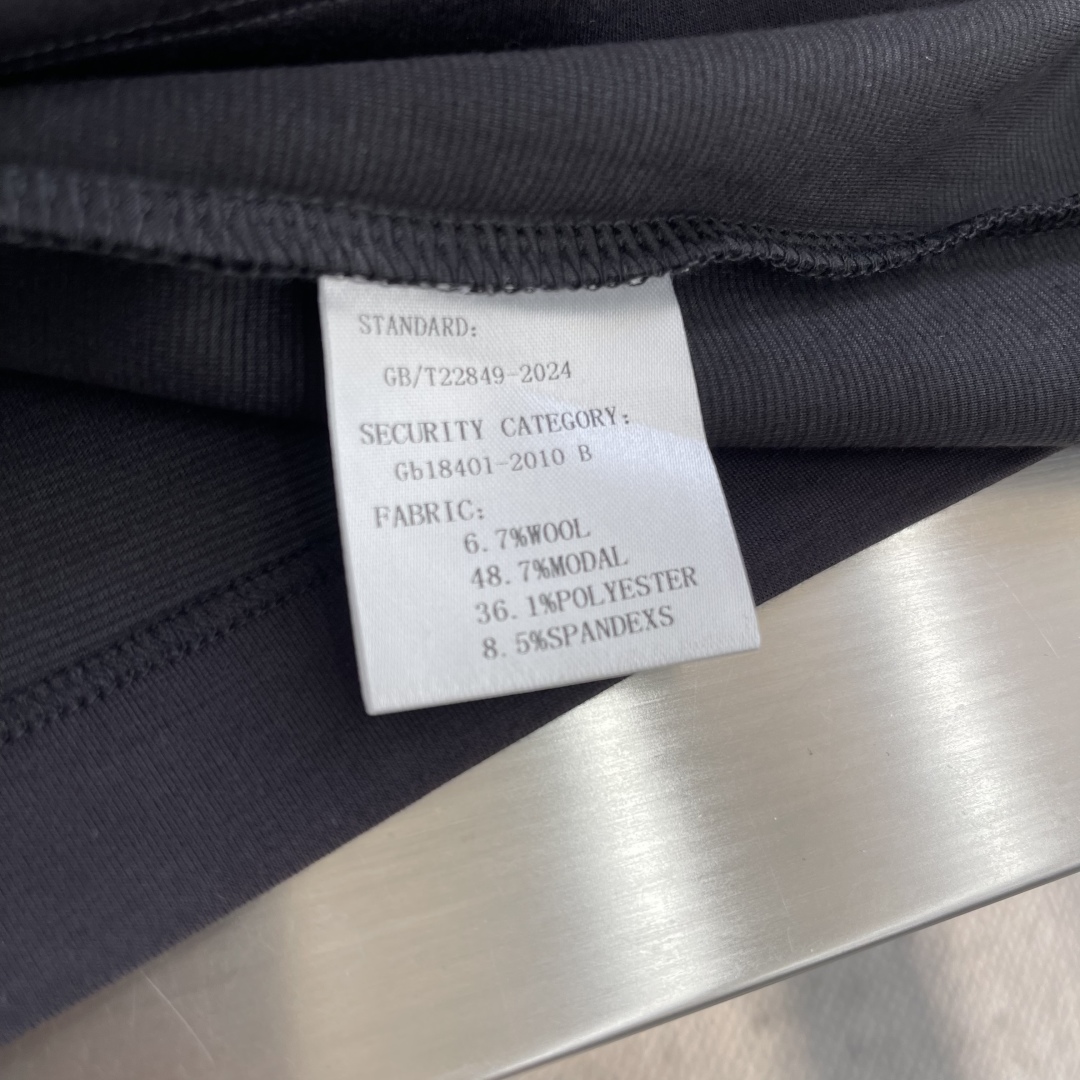 STANDARD:
GB/T22849-2024
SECURITY CATEGORY:
Gb18401-2010 B
FABRIC:
6.7%WOOL
48.7%MODAL
36.1%POLYESTER
8.5%SPANDEXS